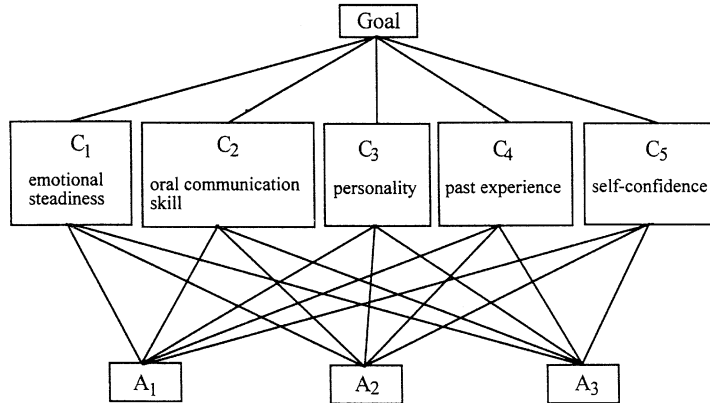 Goal
C1
emotional
steadiness
C2
oral communication
skill
C3
personality
C4
past experience
C5
self-confidence
A1
A2
A3